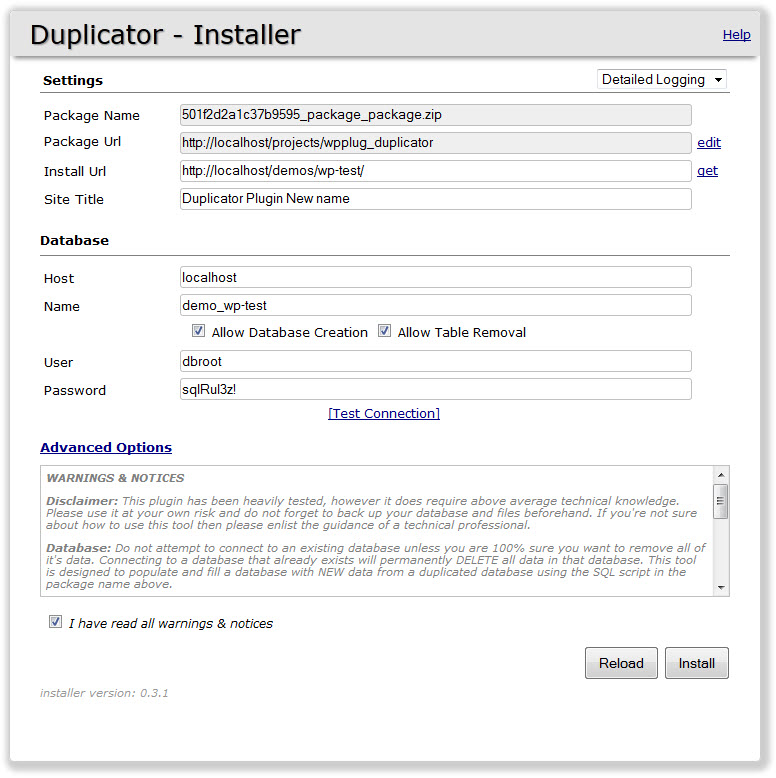 Duplicator - Installer
Help
Settings
Detailed Logging
Package Name
501f2d2a1c37b9595_package_package.zip
Package Url
http://localhost/projects/wpplug_duplicator
edit
Install Url
http://localhost/demos/wp-test/
get
Site Title
Duplicator Plugin New name
Database
Host
localhost
Name
demo_wp-test
Allow Database Creation
Allow Table Removal
User
dbroot
Password
sqlRul3z!
[Test Connection]
Advanced Options
WARNINGS & NOTICES
Disclaimer: This plugin has been heavily tested, however it does require above average technical knowledge.
Please use it at your own risk and do not forget to back up your database and files beforehand. If you're not sure
about how to use this tool then please enlist the guidance of a technical professional.
Database: Do not attempt to connect to an existing database unless you are 100% sure you want to remove all of
it's data. Connecting to a database that already exists will permanently DELETE all data in that database. This tool
is designed to populate and fill a database with NEW data from a duplicated database using the SQL script in the
package name above.
I have read all warnings & notices
Reload
Install
installer version: 0.3.1